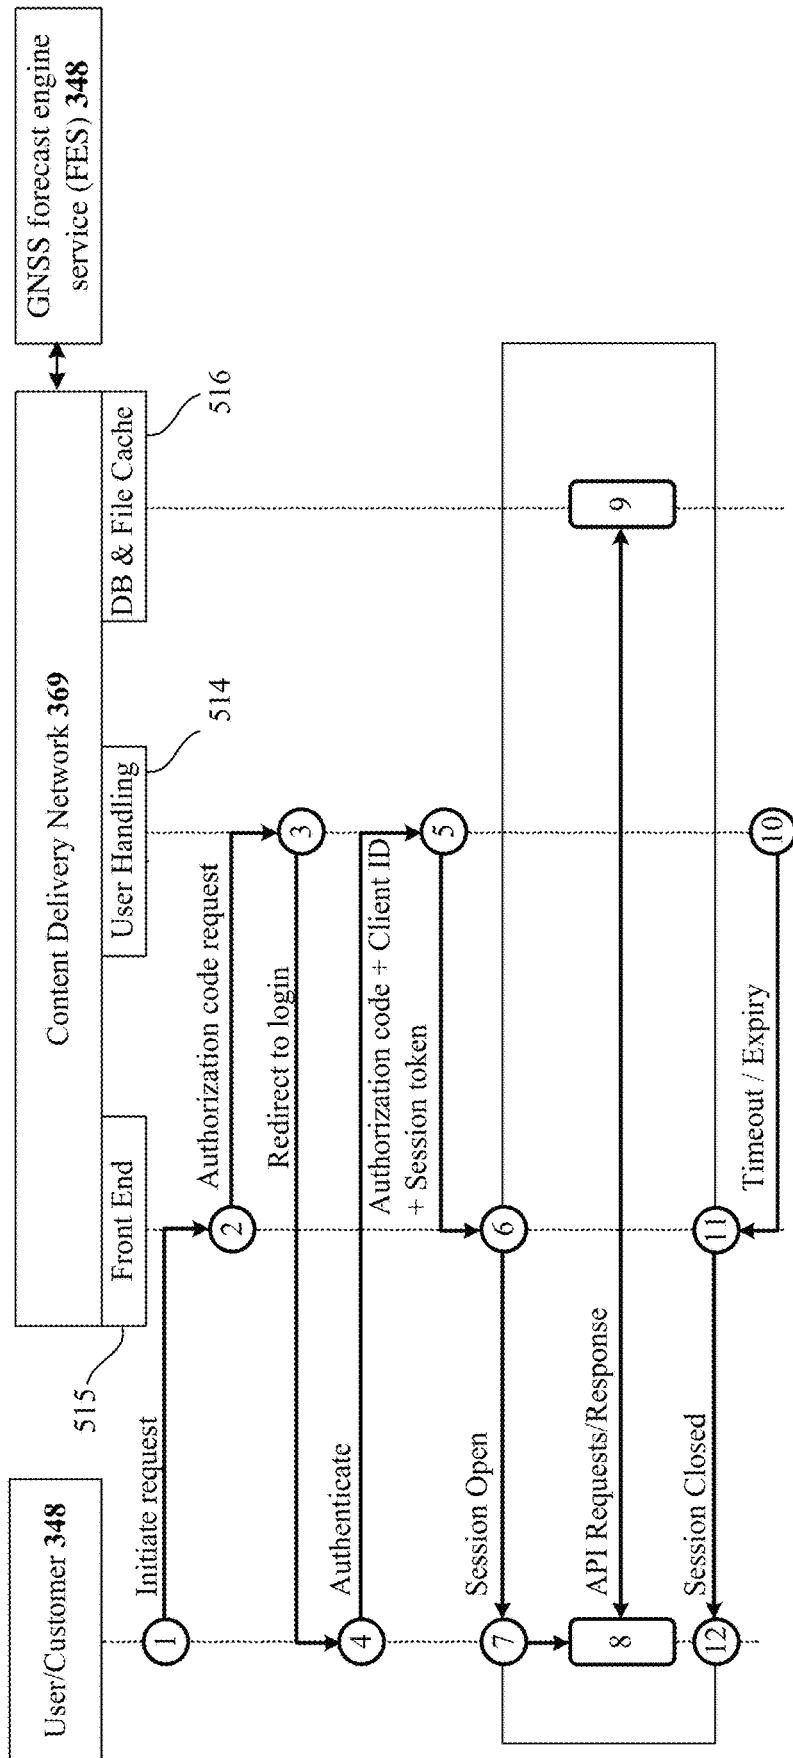 User/Customer 348
Content Delivery Network 369
GNSS forecast engine
service (FES) 348
515
Front End
User Handling
514
DB & File Cache
516
Initiate request
1
2
Authorization code request
3
Redirect to login
4
Authenticate
Authorization code + Client ID
+ Session token
5
6
Session Open
7
8
API Requests/Response
9
10
Timeout / Expiry
11
Session Closed
12